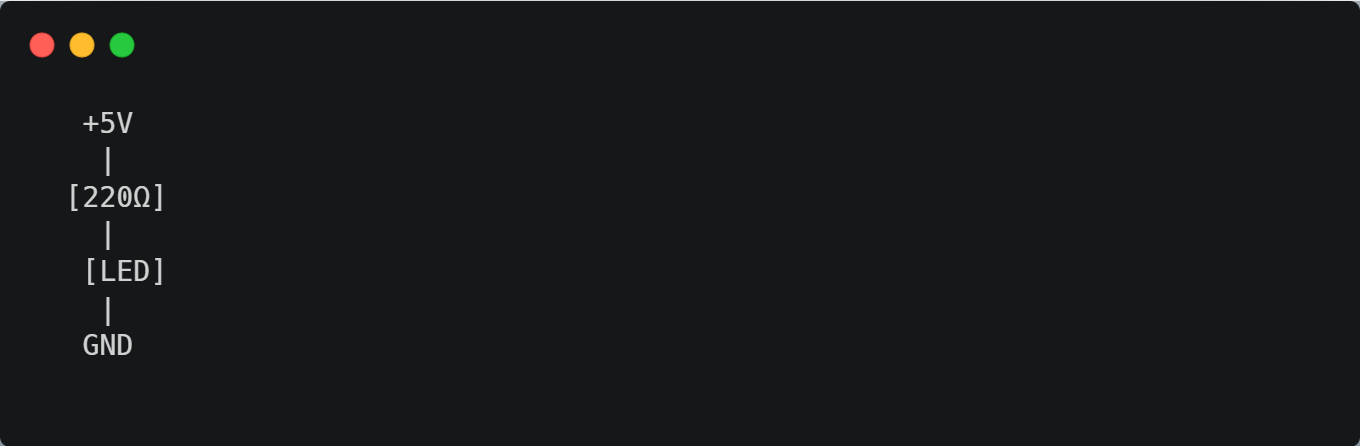 +5V
|
[220Ω]
|
[LED]
|
GND